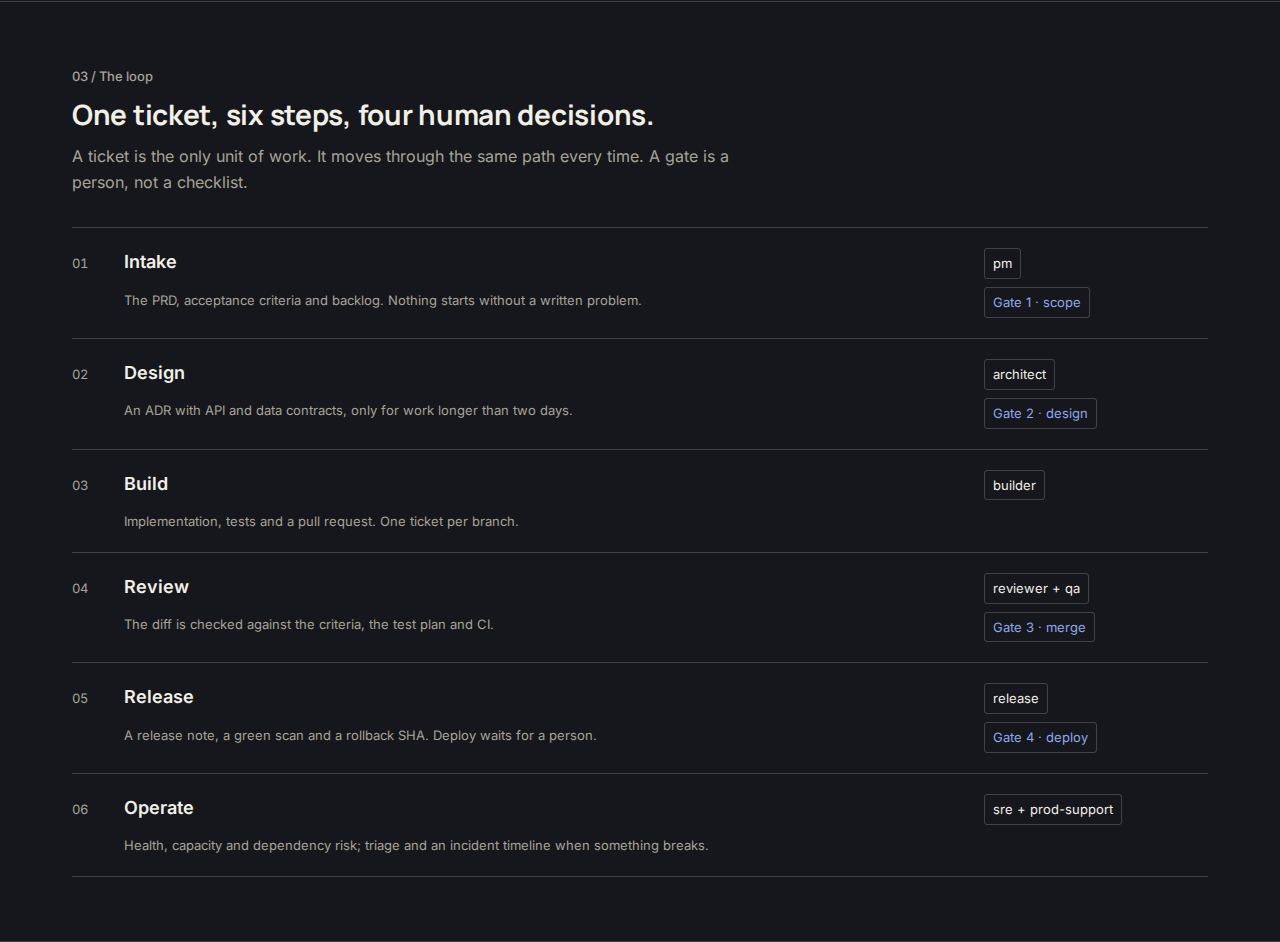 03 / The loop
One ticket, six steps, four human decisions.
A ticket is the only unit of work. It moves through the same path every time. A gate is a
person, not a checklist.
01 Intake pm
The PRD, acceptance criteria and backlog. Nothing starts without a written problem. Gate 1 · scope
02 Design architect
An ADR with API and data contracts, only for work longer than two days. Gate 2 · design
03 Build builder
Implementation, tests and a pull request. One ticket per branch.
04 Review reviewer + qa
The diff is checked against the criteria, the test plan and CI. Gate 3 · merge
05 Release release
A release note, a green scan and a rollback SHA. Deploy waits for a person. Gate 4 · deploy
06 Operate sre + prod-support
Health, capacity and dependency risk; triage and an incident timeline when something breaks.